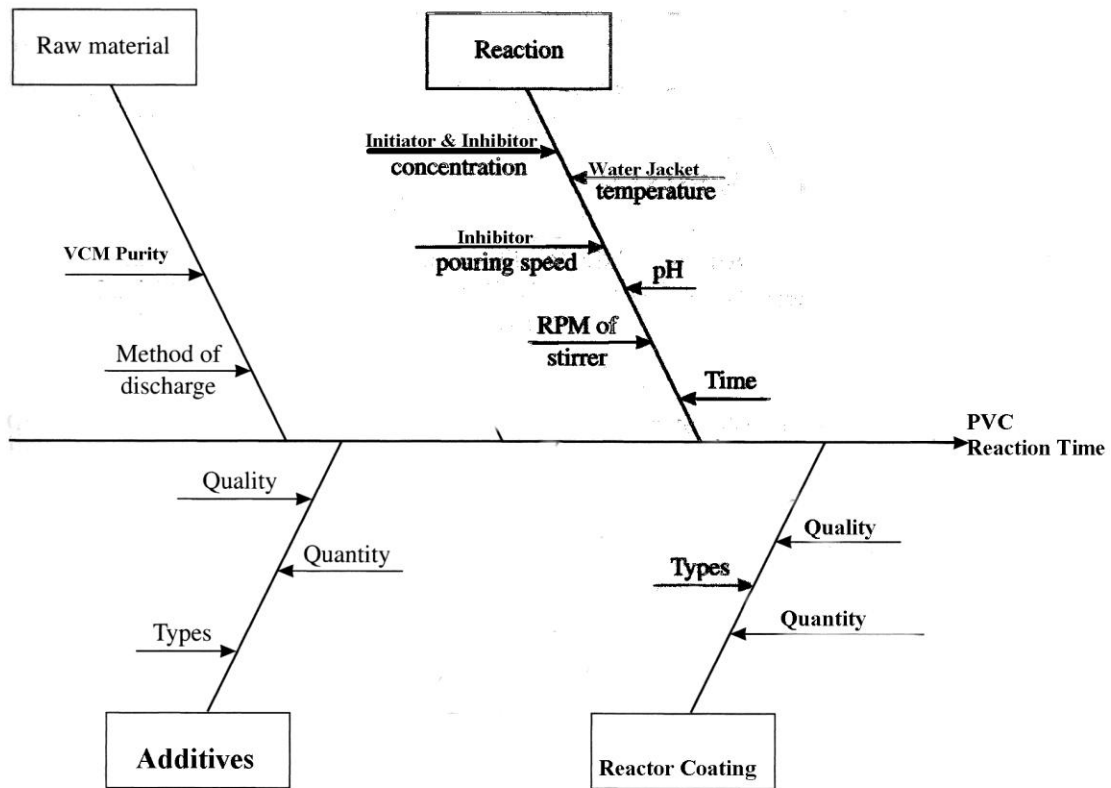 Raw material
Reaction
Initiator & Inhibitor
concentration
Water Jacket
temperature
VCM Purity
Inhibitor
pouring speed
pH
RPM of
stirrer
Method of
discharge
Time
PVC
Reaction Time
Quality
Quantity
Types
Quality
Types
Quantity
Additives
Reactor Coating